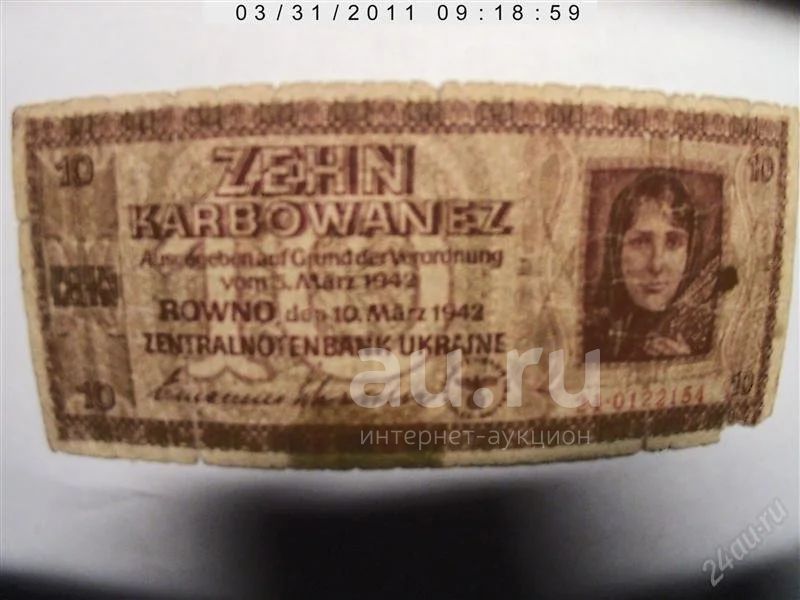 03/31/2011 09:18:59
10
10
ZEHN
KARBOWANEZ
Ausgegeben auf Grund der Verordnung
vom 5. März 1942
ROWNO den 10. März 1942
ZENTRALNOTENBANK UKRAINE
10
10
0122154
au.ru
интернет-аукцион
24au.ru